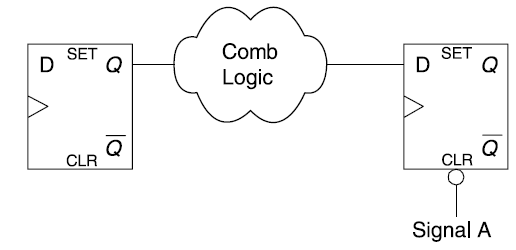 SET
D Q
Q̅
CLR
Comb
Logic
SET
D Q
Q̅
CLR
Signal A